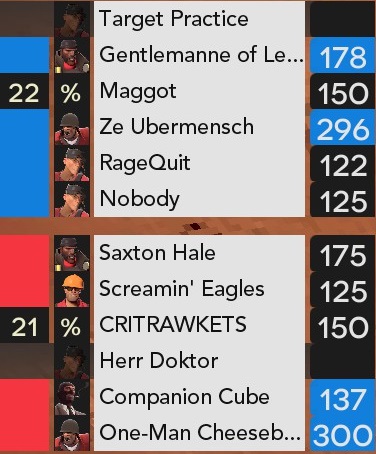 Target Practice
Gentlemanne of Le... 178
22 % Maggot 150
Ze Ubermensch 296
RageQuit 122
Nobody 125
Saxton Hale 175
Screamin' Eagles 125
21 % CRITRAWKETS 150
Herr Doktor
Companion Cube 137
One-Man Cheeseb... 300